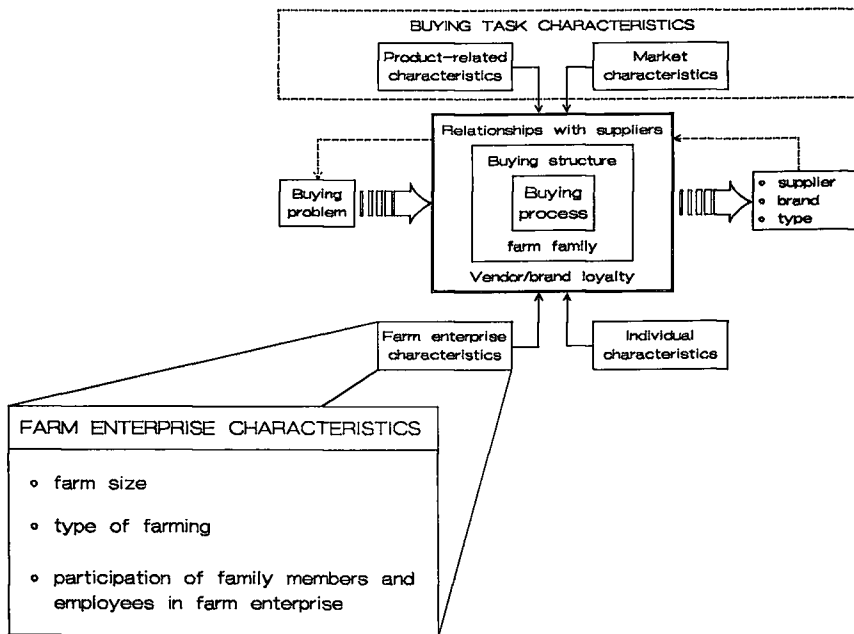 BUYING TASK CHARACTERISTICS
Product-related
characteristics
Market
characteristics
Relationships with suppliers
Buying structure
Buying
process
farm family
Vendor/brand loyalty
Buying
problem
• supplier
• brand
• type
Farm enterprise
characteristics
Individual
characteristics
FARM ENTERPRISE CHARACTERISTICS
• farm size
• type of farming
• participation of family members and
employees in farm enterprise